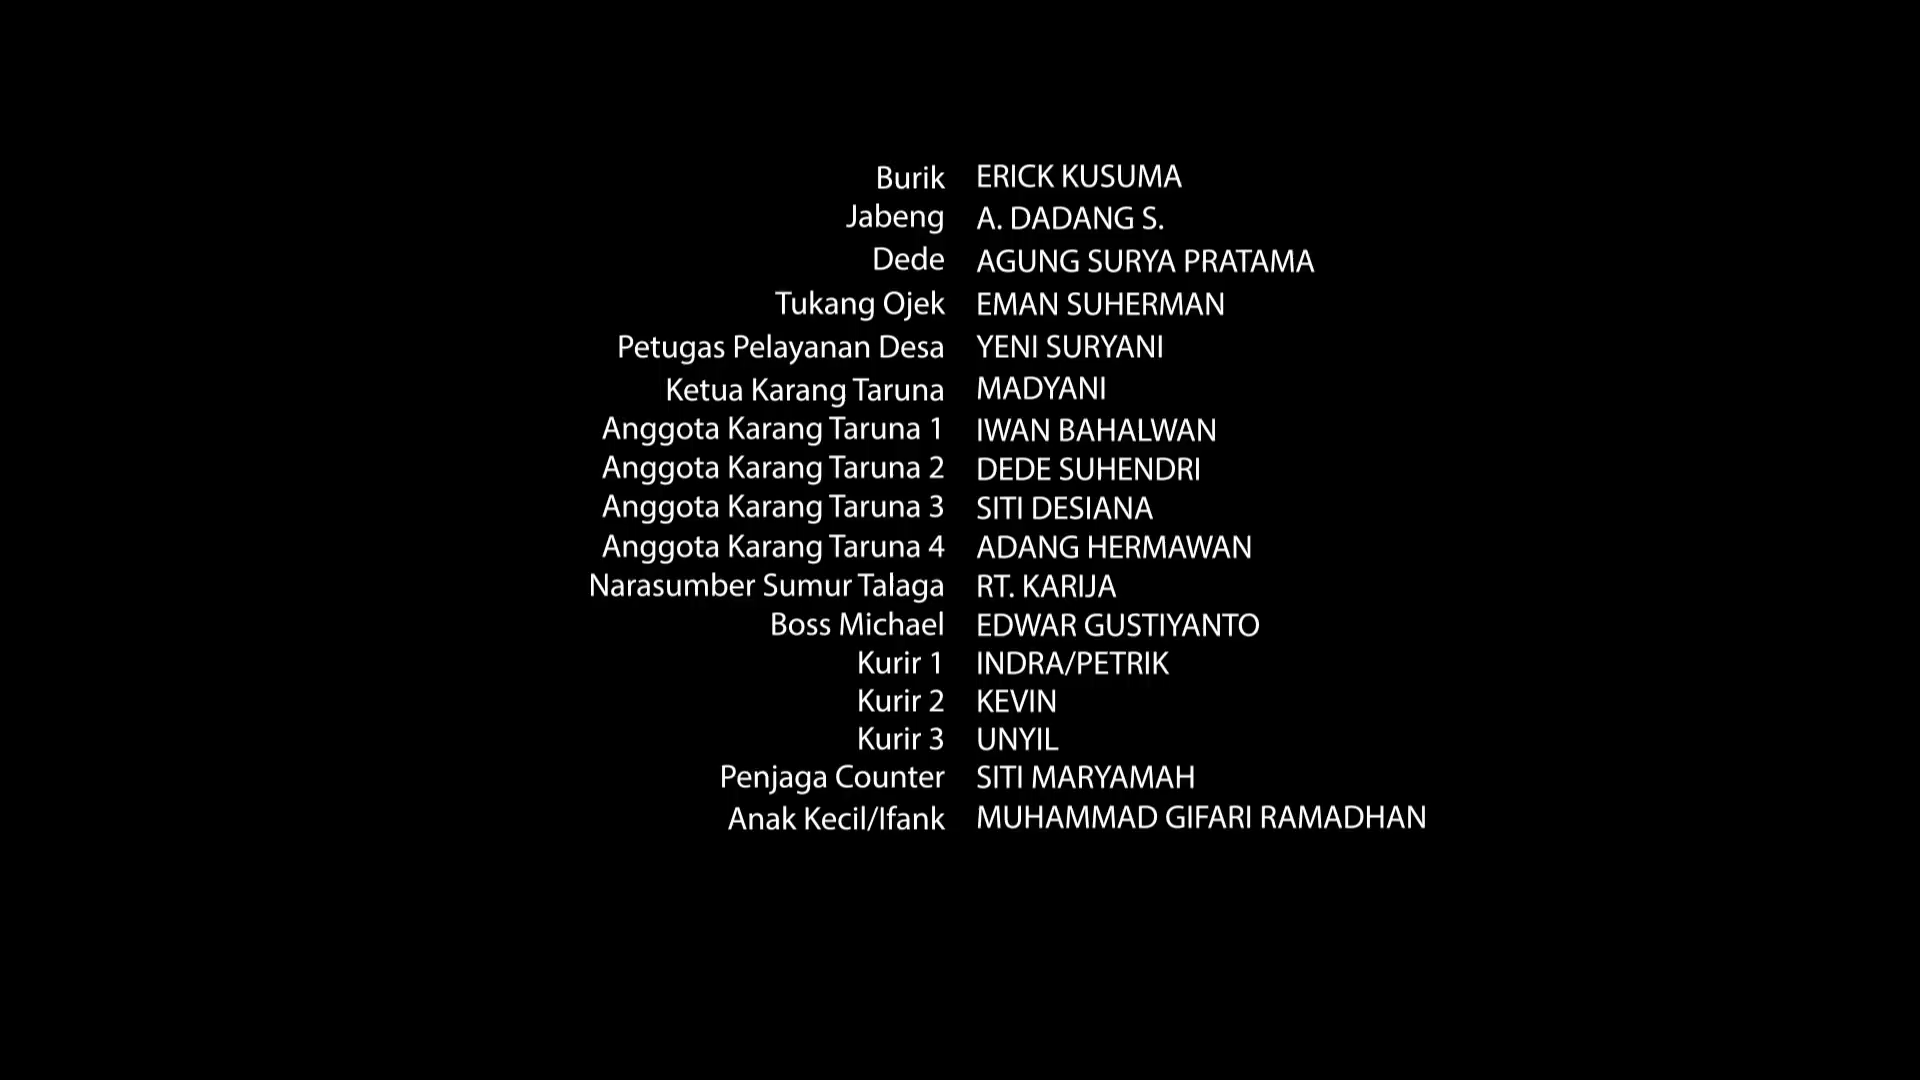 Burik ERICK KUSUMA
Jabeng A. DADANG S.
Dede AGUNG SURYA PRATAMA
Tukang Ojek EMAN SUHERMAN
Petugas Pelayanan Desa YENI SURYANI
Ketua Karang Taruna MADYANI
Anggota Karang Taruna 1 IWAN BAHALWAN
Anggota Karang Taruna 2 DEDE SUHENDRI
Anggota Karang Taruna 3 SITI DESIANA
Anggota Karang Taruna 4 ADANG HERMAWAN
Narasumber Sumur Talaga RT. KARIJA
Boss Michael EDWAR GUSTIYANTO
Kurir 1 INDRA/PETRIK
Kurir 2 KEVIN
Kurir 3 UNYIL
Penjaga Counter SITI MARYAMAH
Anak Kecil/Ifank MUHAMMAD GIFARI RAMADHAN